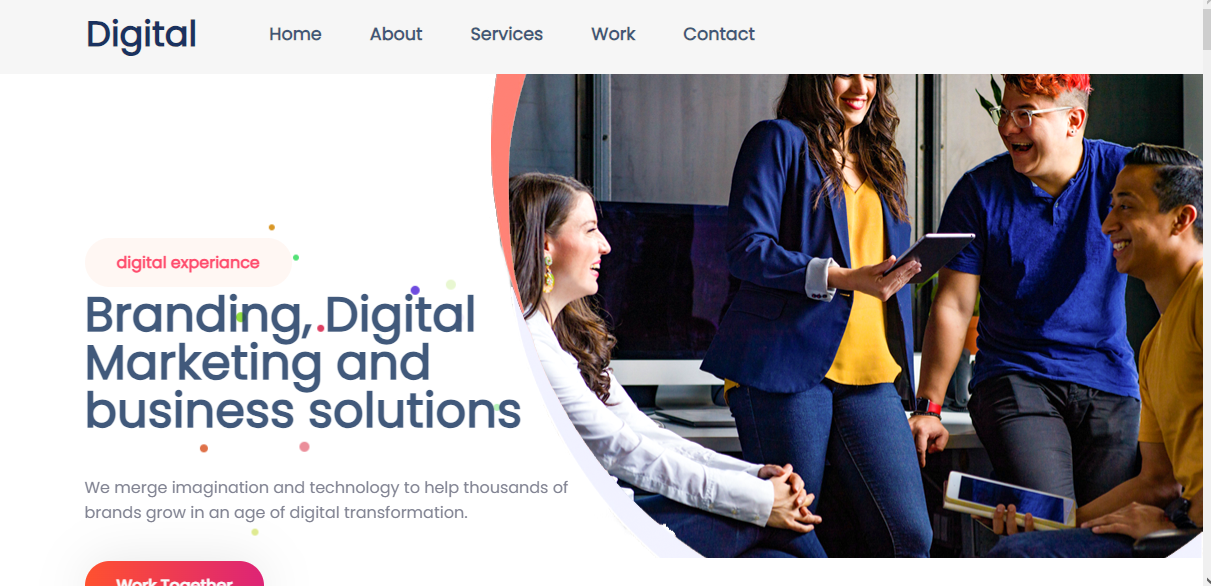 Digital
Home About Services Work Contact
digital experiance
Branding, Digital
Marketing and
business solutions
We merge imagination and technology to help thousands of
brands grow in an age of digital transformation.
Work Together